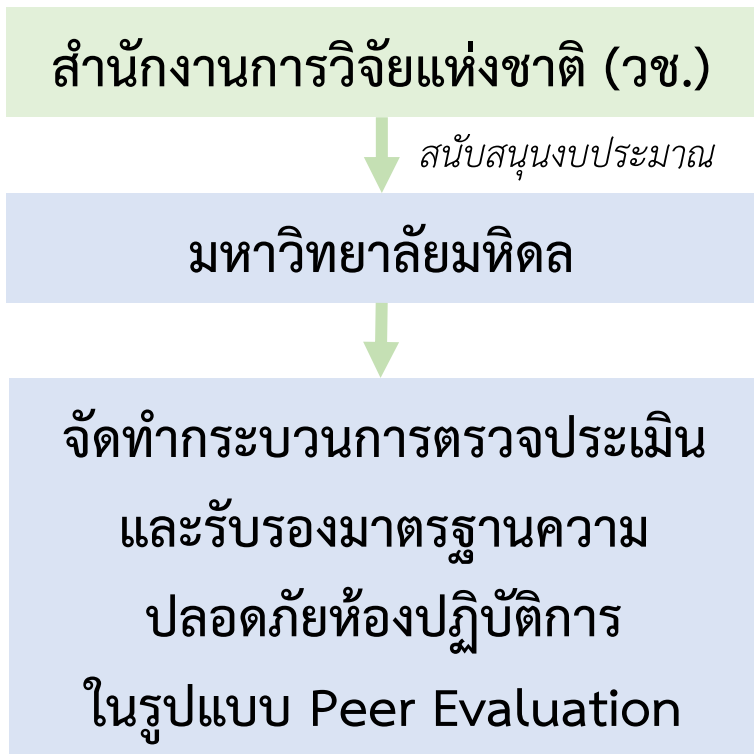 สำนักงานการวิจัยแห่งชาติ (วช.)
สนับสนุนงบประมาณ
มหาวิทยาลัยมหิดล
จัดทำกระบวนการตรวจประเมิน
และรับรองมาตรฐานความ
ปลอดภัยห้องปฏิบัติการ
ในรูปแบบ Peer Evaluation